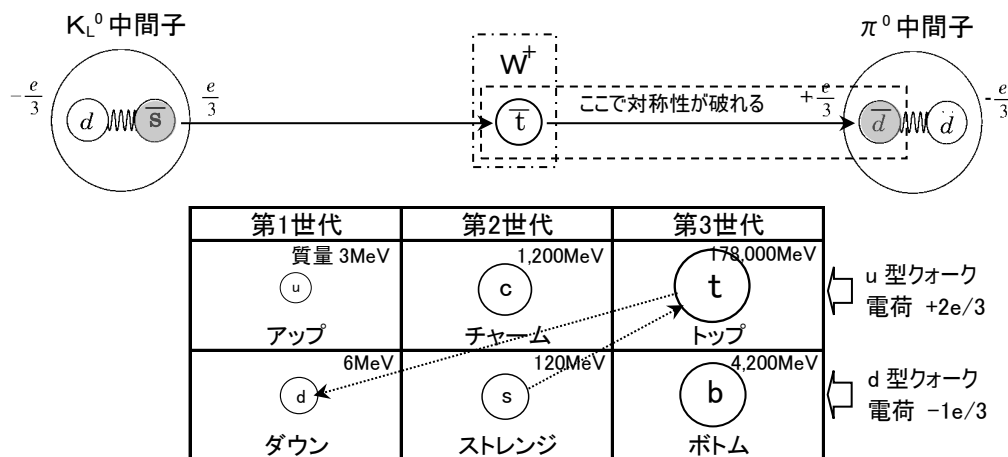 K_L^0 中間子
π^0 中間子
W^+
-e/3
e/3
d
s̄
t̄
ここで対称性が破れる
+e/3
d̄
d
-e/3
第1世代
第2世代
第3世代
質量 3MeV
1,200MeV
178,000MeV
u
c
t
アップ
チャーム
トップ
u 型クォーク
電荷 +2e/3
6MeV
120MeV
4,200MeV
d
s
b
ダウン
ストレンジ
ボトム
d 型クォーク
電荷 -1e/3